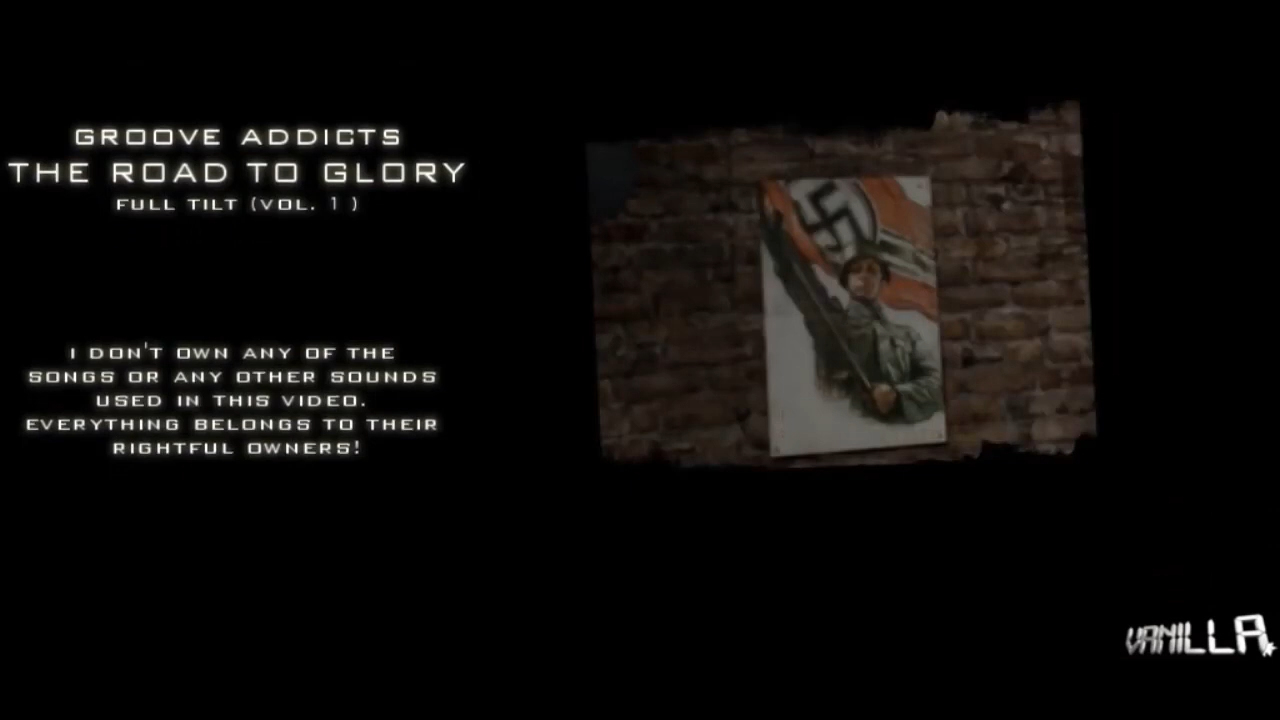 GROOVE ADDICTS
THE ROAD TO GLORY
FULL TILT (VOL. 1 )
I DON'T OWN ANY OF THE
SONGS OR ANY OTHER SOUNDS
USED IN THIS VIDEO.
EVERYTHING BELONGS TO THEIR
RIGHTFUL OWNERS!
VANILLA